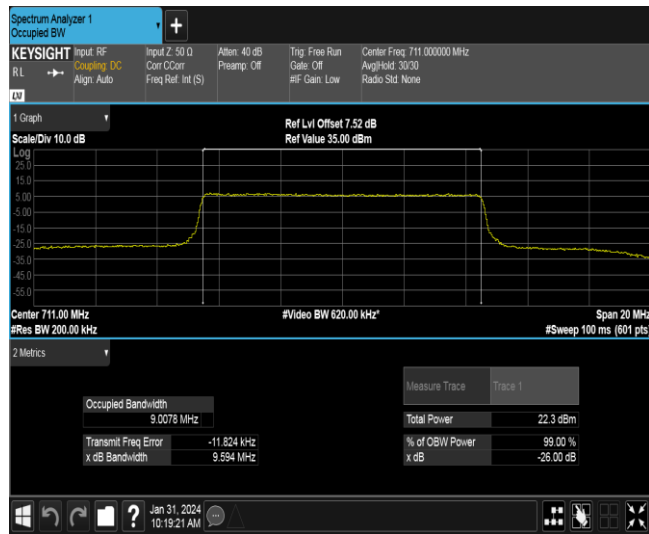 Spectrum Analyzer 1
Occupied BW
+
KEYSIGHT
RL
LXI
Input: RF
Coupling: DC
Align: Auto
Input Z: 50 Ω
Corr CCorr
Freq Ref: Int (S)
Atten: 40 dB
Preamp: Off
Trig: Free Run
Gate: Off
#IF Gain: Low
Center Freq: 711.000000 MHz
Avg|Hold: 30/30
Radio Std: None
1 Graph
Scale/Div 10.0 dB
Ref Lvl Offset 7.52 dB
Ref Value 35.00 dBm
Log
25.0
15.0
5.00
-5.00
-15.0
-25.0
-35.0
-45.0
-55.0
Center 711.00 MHz
#Video BW 620.00 kHz*
Span 20 MHz
#Res BW 200.00 kHz
#Sweep 100 ms (601 pts)
2 Metrics
Measure Trace
Trace 1
Occupied Bandwidth
9.0078 MHz
Total Power
22.3 dBm
Transmit Freq Error
-11.824 kHz
% of OBW Power
99.00 %
x dB Bandwidth
9.594 MHz
x dB
-26.00 dB
?
Jan 31, 2024
10:19:21 AM